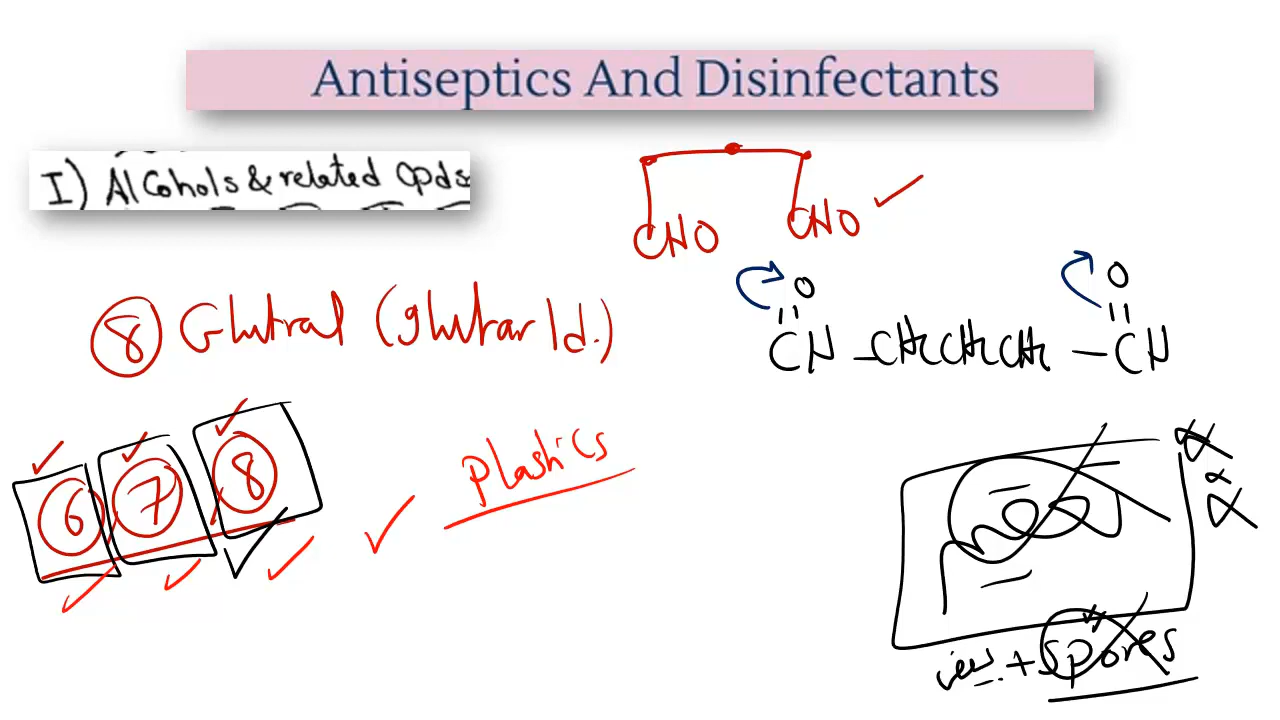 Antiseptics And Disinfectants
I) Alcohols & related Cpds
CHO CHO
O O
8 Glutral (glutarld.)
CH - CH2CH2CH2 - CH
6 7 8
Plastics
+ spores